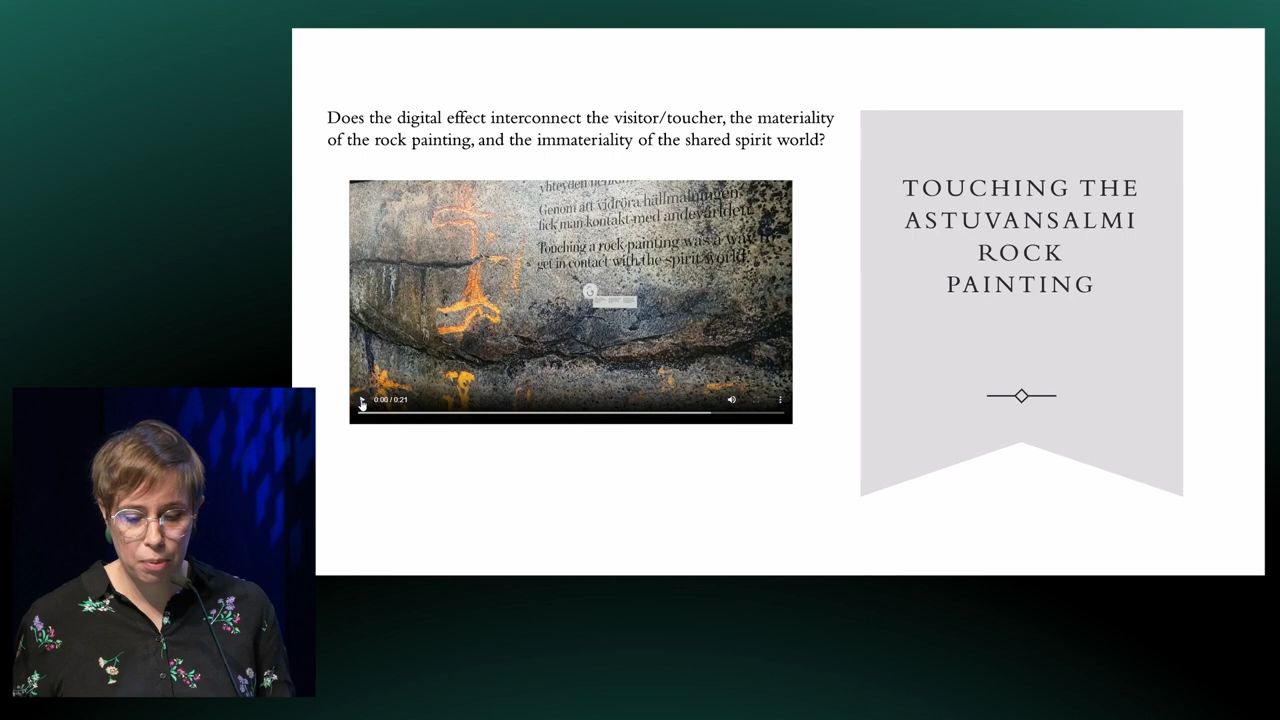 Does the digital effect interconnect the visitor/toucher, the materiality
of the rock painting, and the immateriality of the shared spirit world?
Genom att vidröra hällmålningen
fick man kontakt med andevärlden.
Touching a rock painting was a way to
get in contact with the spirit world.
0:00 / 0:21
TOUCHING THE
ASTUVANSALMI
ROCK
PAINTING